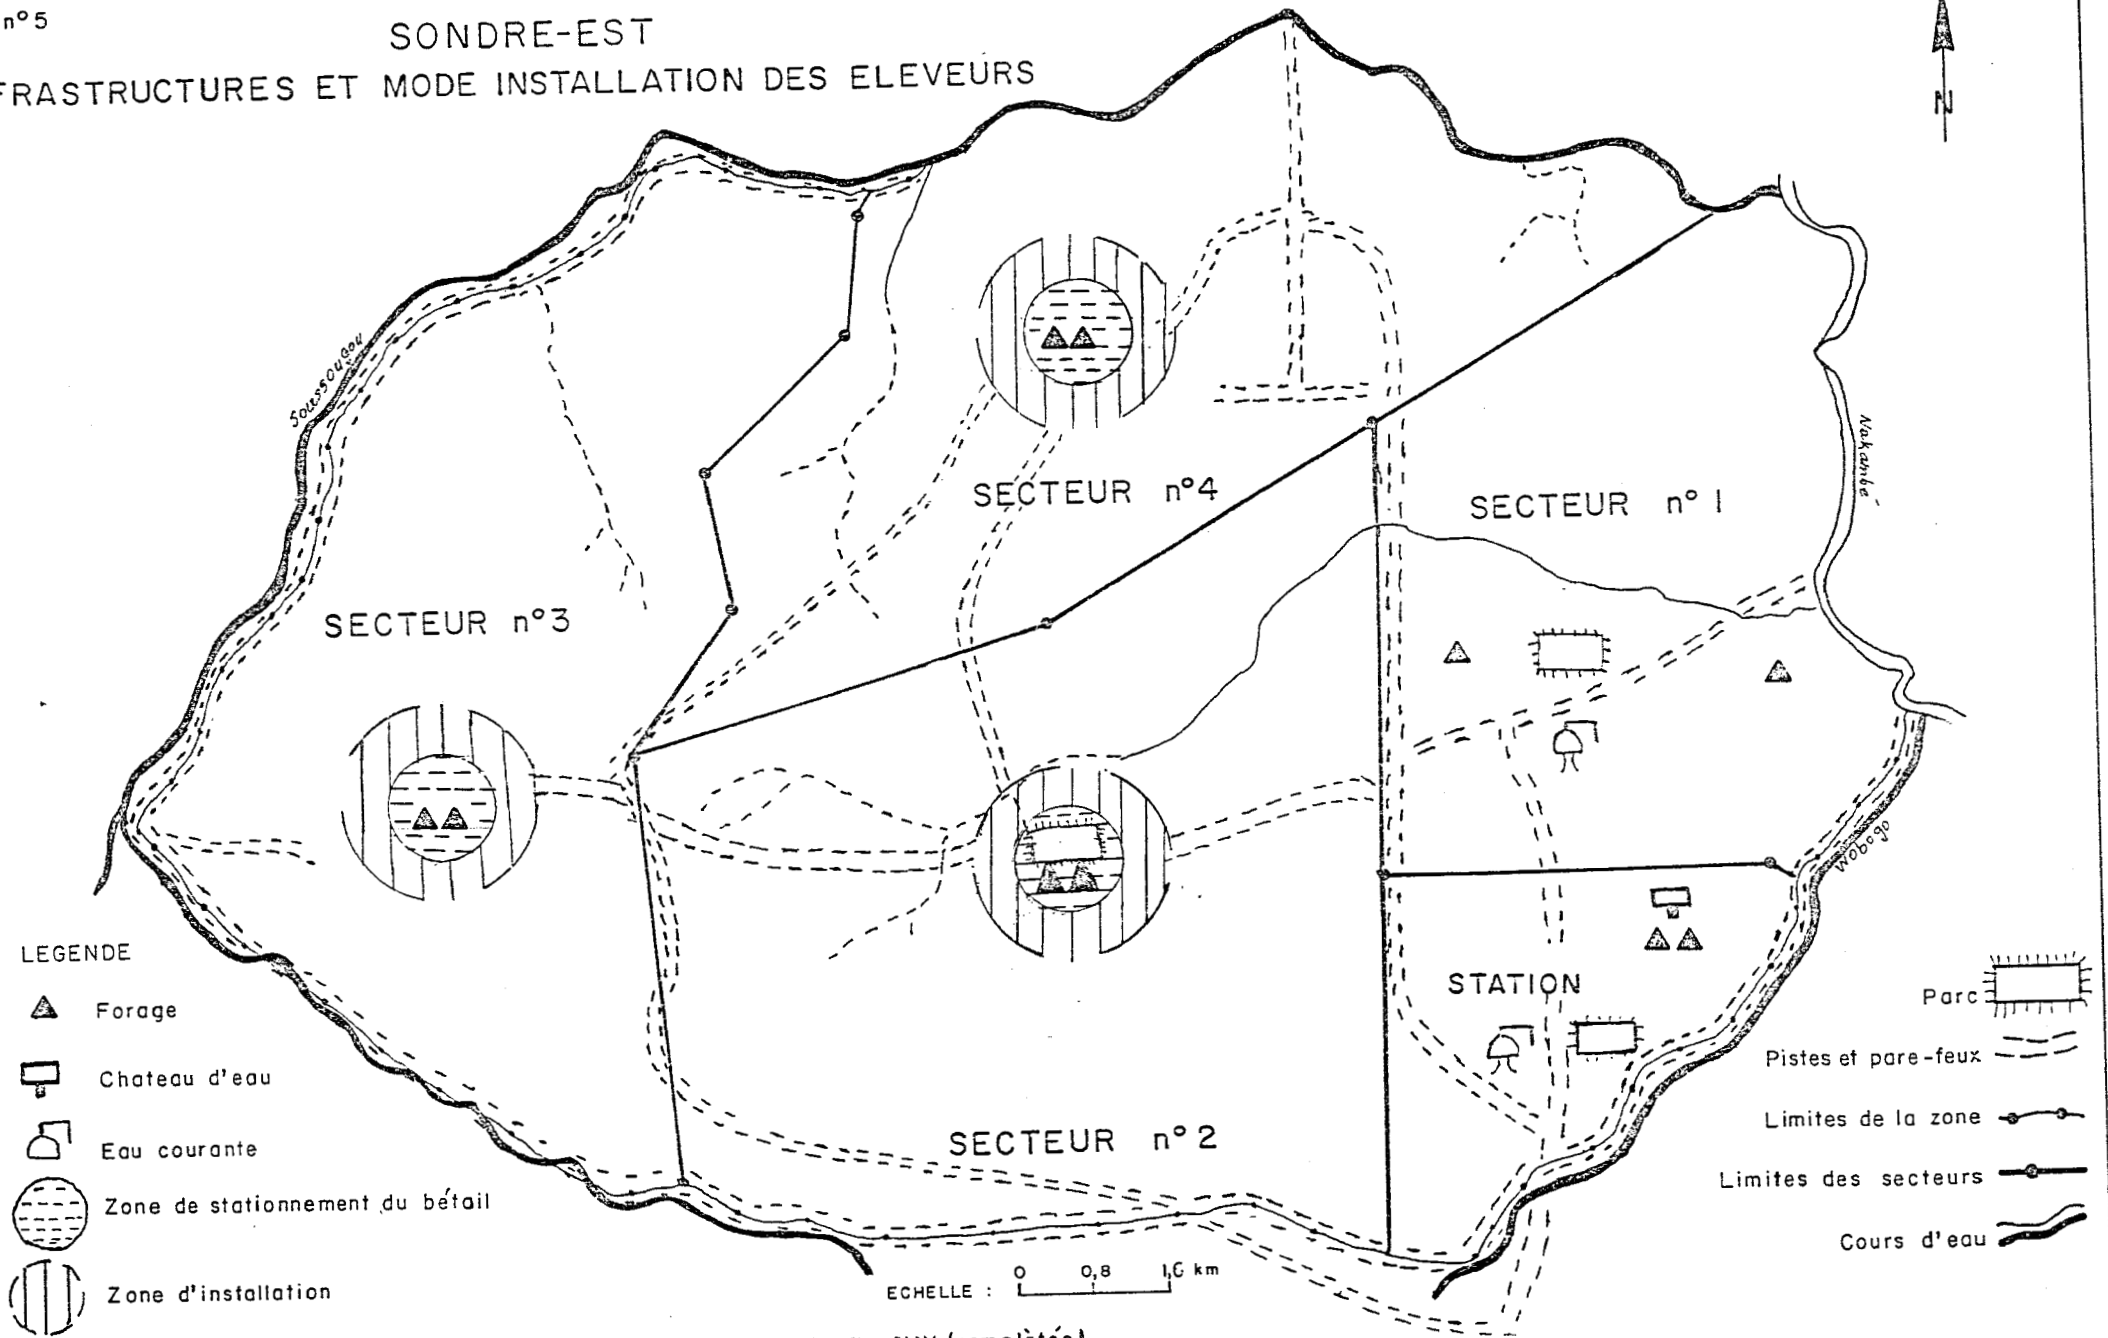 n°5
SONDRE-EST
FRASTRUCTURES ET MODE INSTALLATION DES ELEVEURS
N
Soussougou
Nakambé
SECTEUR n°4
SECTEUR n°1
SECTEUR n°3
Wobogo
STATION
SECTEUR n°2
LEGENDE
Forage
Chateau d'eau
Eau courante
Zone de stationnement du bétail
Zone d'installation
Parc
Pistes et pare-feux
Limites de la zone
Limites des secteurs
Cours d'eau
ECHELLE : 0 0,8 1,6 km